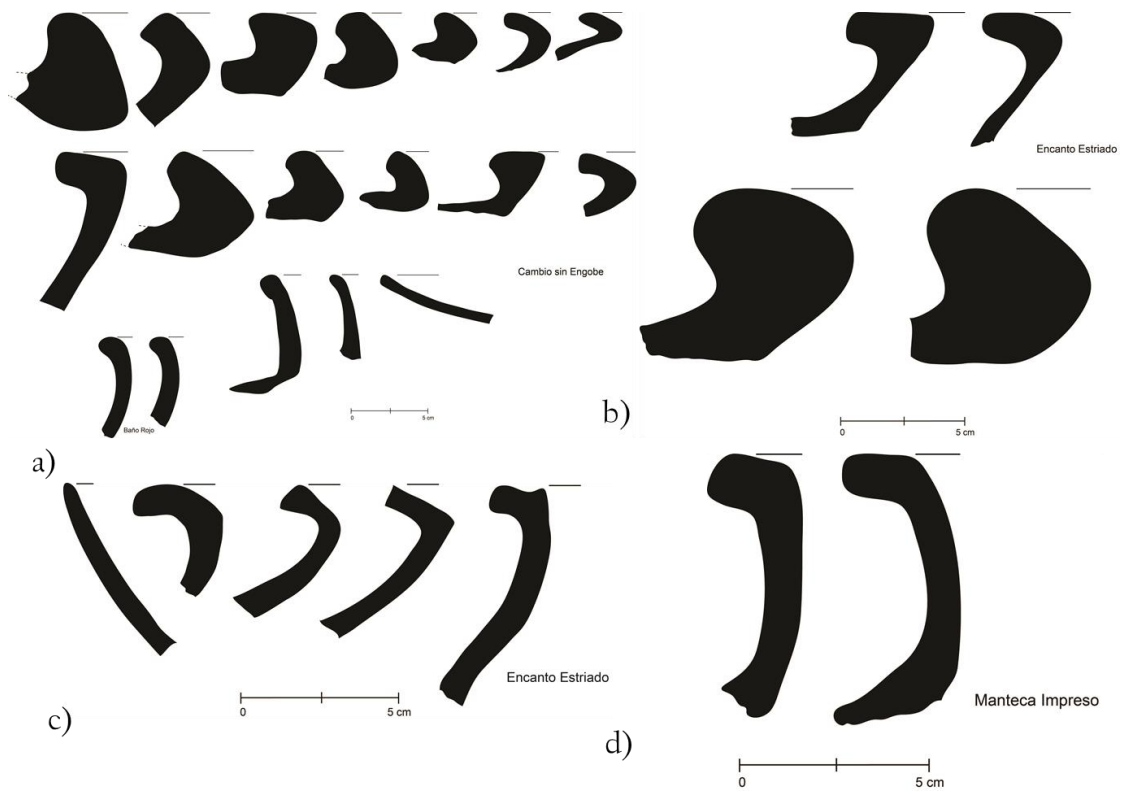 Cambio sin Engobe
Baño Rojo
0 5 cm
a)
Encanto Estriado
0 5 cm
b)
Encanto Estriado
0 5 cm
c)
Manteca Impreso
0 5 cm
d)